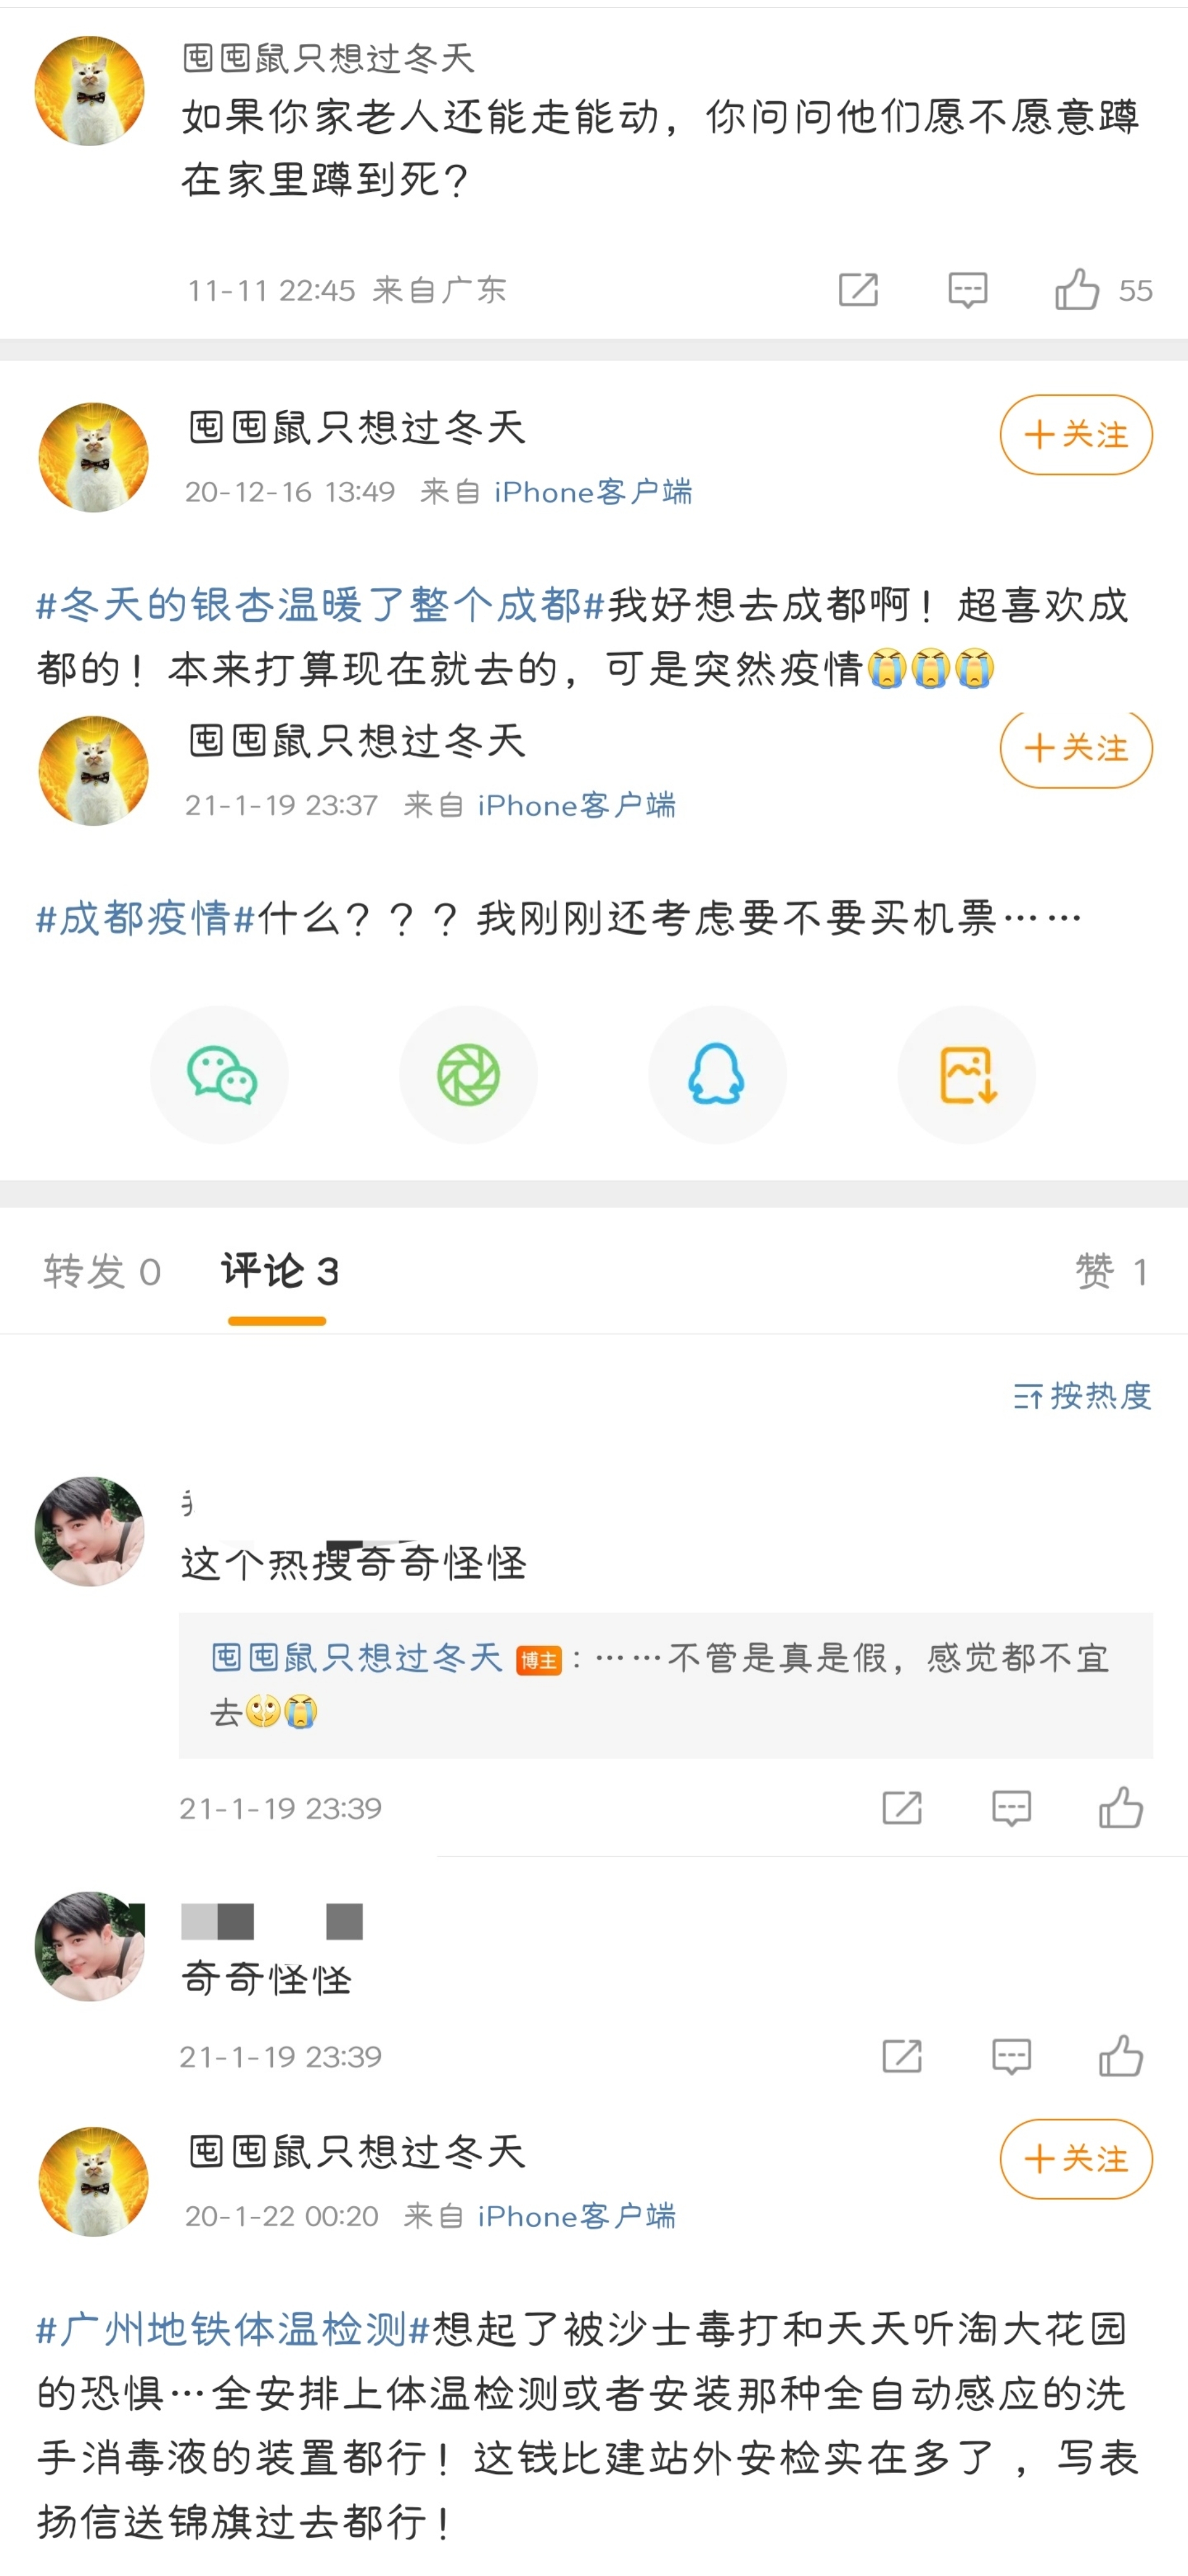 囤囤鼠只想过冬天
如果你家老人还能走能动，你问问他们愿不愿意蹲
在家里蹲到死？
11-11 22:45 来自广东
55
囤囤鼠只想过冬天
+关注
20-12-16 13:49 来自 iPhone客户端
#冬天的银杏温暖了整个成都#我好想去成都啊！超喜欢成
都的！本来打算现在就去的，可是突然疫情😭😭😭
囤囤鼠只想过冬天
+关注
21-1-19 23:37 来自 iPhone客户端
#成都疫情#什么？？？我刚刚还考虑要不要买机票……
转发 0 评论 3 赞 1
按热度
这个热搜奇奇怪怪
囤囤鼠只想过冬天 博主：……不管是真是假，感觉都不宜
去🙄😭
21-1-19 23:39
奇奇怪怪
21-1-19 23:39
囤囤鼠只想过冬天
+关注
20-1-22 00:20 来自 iPhone客户端
#广州地铁体温检测#想起了被沙士毒打和天天听淘大花园
的恐惧…全安排上体温检测或者安装那种全自动感应的洗
手消毒液的装置都行！这钱比建站外安检实在多了 ，写表
扬信送锦旗过去都行！